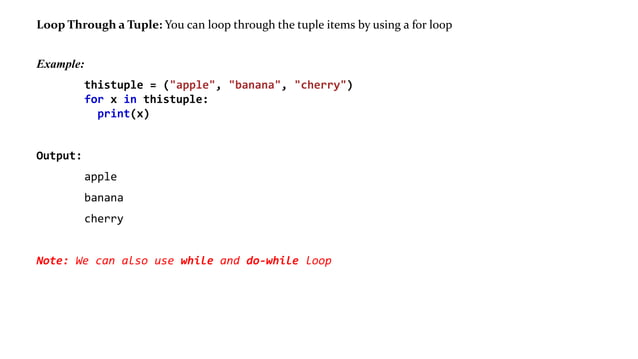 Loop Through a Tuple: You can loop through the tuple items by using a for loop
Example:
thistuple = ("apple", "banana", "cherry")
for x in thistuple:
  print(x)
Output:
apple
banana
cherry
Note: We can also use while and do-while loop